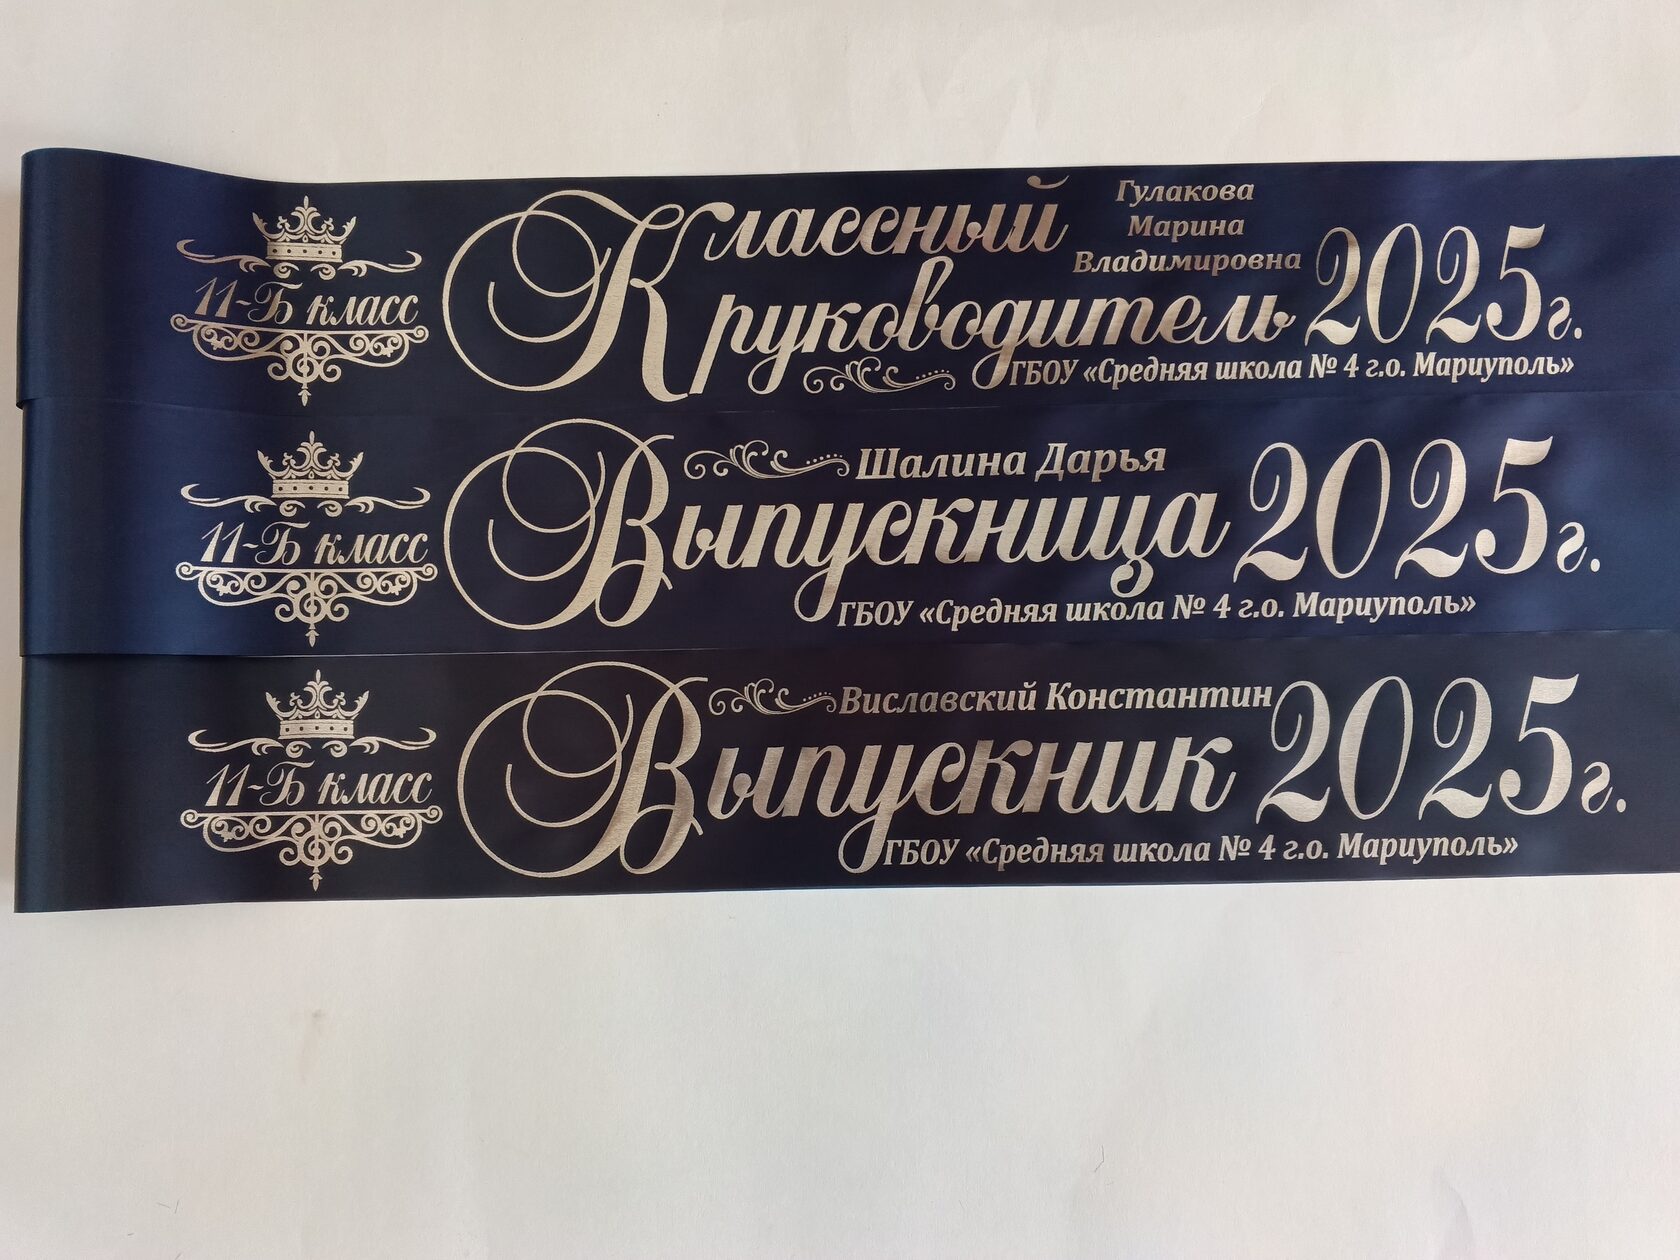 11-Б класс
Классный руководитель
Гулакова
Марина
Владимировна
2025г.
ГБОУ «Средняя школа № 4 г.о. Мариуполь»
11-Б класс
Шалина Дарья
Выпускница 2025г.
ГБОУ «Средняя школа № 4 г.о. Мариуполь»
11-Б класс
Виславский Константин
Выпускник 2025г.
ГБОУ «Средняя школа № 4 г.о. Мариуполь»